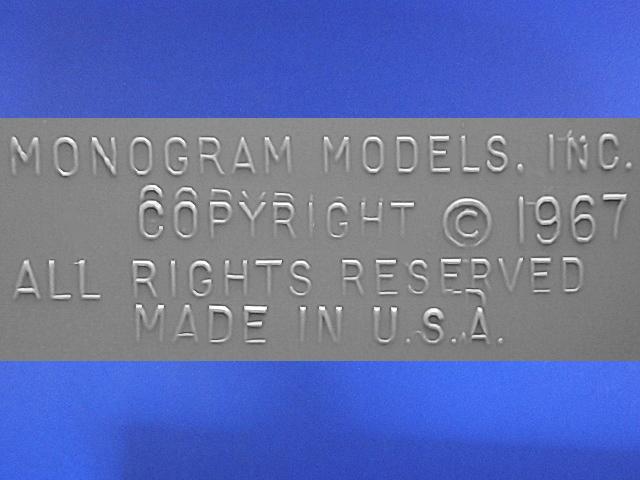 MONOGRAM MODELS, INC.
COPYRIGHT © 1967
ALL RIGHTS RESERVED
MADE IN U.S.A.